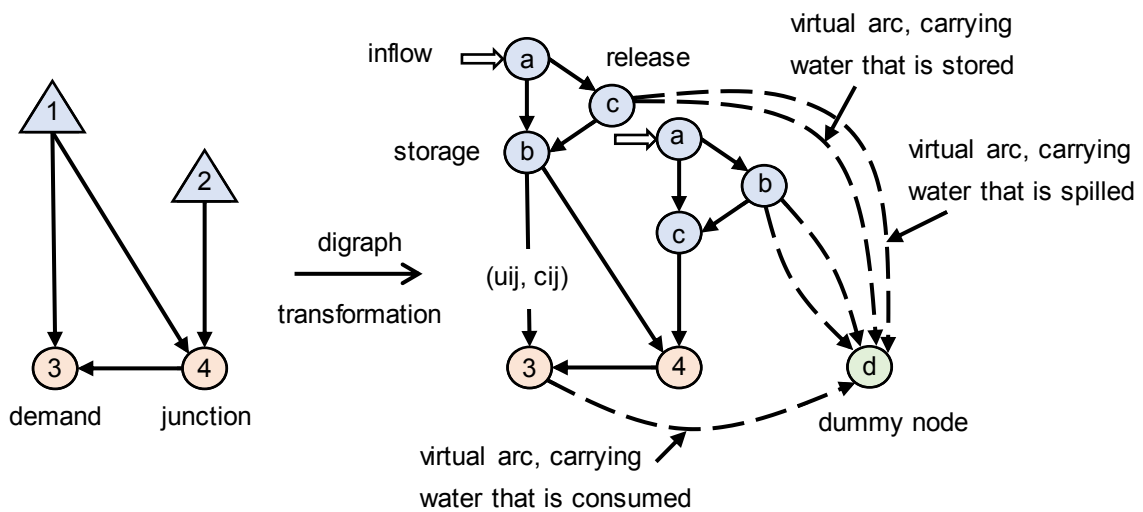 virtual arc, carrying
water that is stored
inflow
a
release
c
1
a
storage
b
virtual arc, carrying
water that is spilled
2
b
c
digraph
(uij, cij)
transformation
3
4
3
4
d
demand
junction
dummy node
virtual arc, carrying
water that is consumed